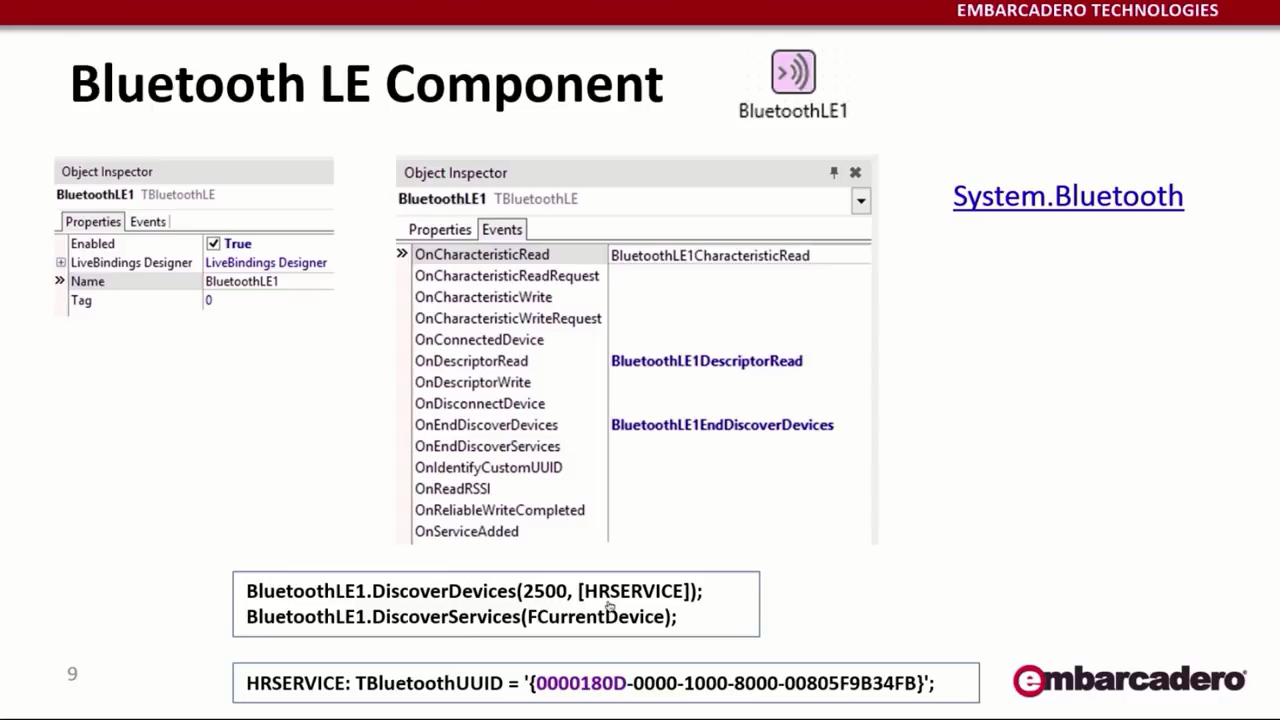 EMBARCADERO TECHNOLOGIES
Bluetooth LE Component
BluetoothLE1
Object Inspector
BluetoothLE1 TBluetoothLE
Properties Events
Enabled True
LiveBindings Designer LiveBindings Designer
Name BluetoothLE1
Tag 0
Object Inspector
BluetoothLE1 TBluetoothLE
Properties Events
OnCharacteristicRead BluetoothLE1CharacteristicRead
OnCharacteristicReadRequest
OnCharacteristicWrite
OnCharacteristicWriteRequest
OnConnectedDevice
OnDescriptorRead BluetoothLE1DescriptorRead
OnDescriptorWrite
OnDisconnectDevice
OnEndDiscoverDevices BluetoothLE1EndDiscoverDevices
OnEndDiscoverServices
OnIdentifyCustomUUID
OnReadRSSI
OnReliableWriteCompleted
OnServiceAdded
System.Bluetooth
BluetoothLE1.DiscoverDevices(2500, [HRSERVICE]);
BluetoothLE1.DiscoverServices(FCurrentDevice);
HRSERVICE: TBluetoothUUID = '{0000180D-0000-1000-8000-00805F9B34FB}';
9
embarcadero